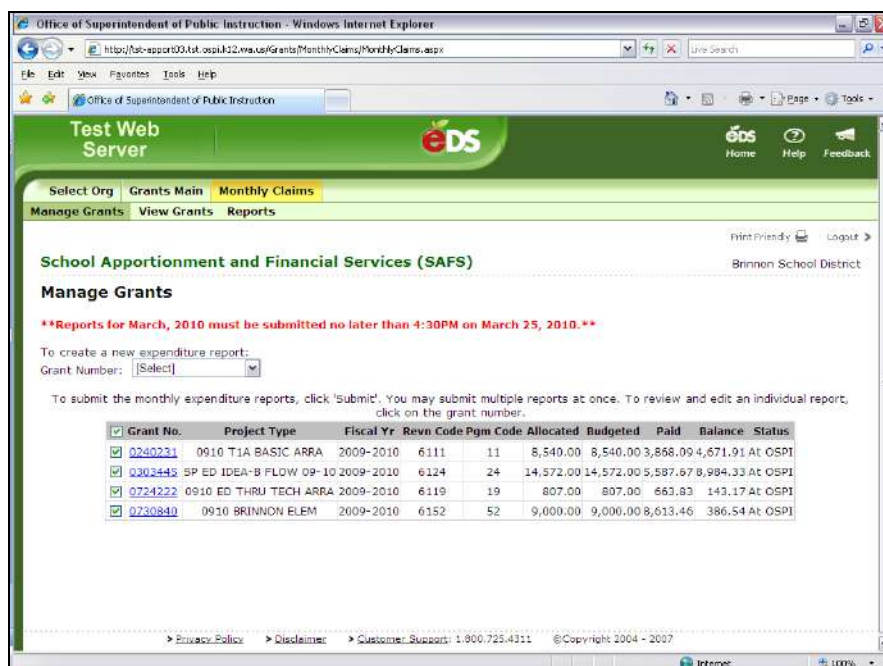 Office of Superintendent of Public Instruction - Windows Internet Explorer
http://tst-apport03.tst.ospi.k12.wa.us/Grants/MonthlyClaims/MonthlyClaims.aspx
Live Search
File Edit View Favorites Tools Help
Office of Superintendent of Public Instruction
Page Tools
Test Web Server
eDS
eDS Home Help Feedback
Select Org Grants Main Monthly Claims
Manage Grants View Grants Reports
Print Friendly Logout
School Apportionment and Financial Services (SAFS)
Brinnon School District
Manage Grants
**Reports for March, 2010 must be submitted no later than 4:30PM on March 25, 2010.**
To create a new expenditure report:
Grant Number: [Select]
To submit the monthly expenditure reports, click 'Submit'. You may submit multiple reports at once. To review and edit an individual report,
click on the grant number.
Grant No. Project Type Fiscal Yr Revn Code Pgm Code Allocated Budgeted Paid Balance Status
0240231 0910 T1A BASIC ARRA 2009-2010 6111 11 8,540.00 8,540.00 3,868.09 4,671.91 At OSPI
0303445 SP ED IDEA-B FLOW 09-10 2009-2010 6124 24 14,572.00 14,572.00 5,587.67 8,984.33 At OSPI
0724222 0910 ED THRU TECH ARRA 2009-2010 6119 19 807.00 807.00 663.83 143.17 At OSPI
0730840 0910 BRINNON ELEM 2009-2010 6152 52 9,000.00 9,000.00 8,613.46 386.54 At OSPI
Privacy Policy Disclaimer Customer Support: 1.800.725.4311 ©Copyright 2004 - 2007
Internet 100%